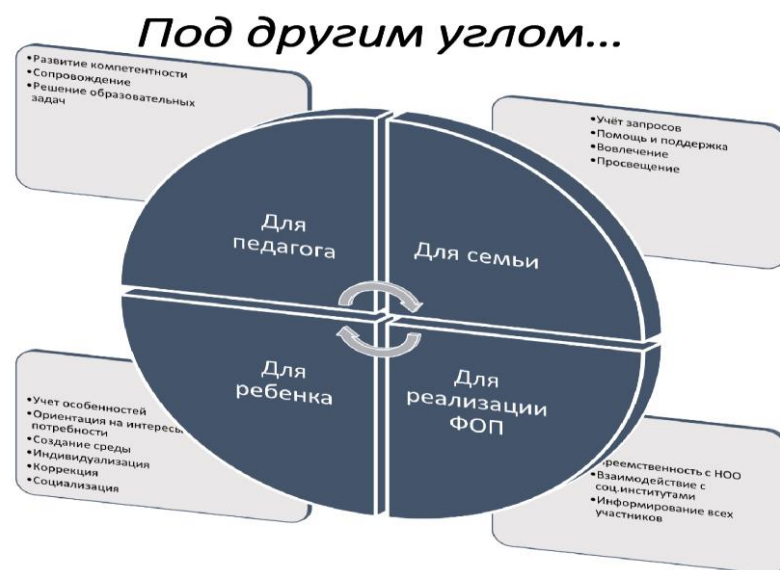 Под другим углом...
•Развитие компетентности
•Сопровождение
•Решение образовательных
задач
•Учёт запросов
•Помощь и поддержка
•Вовлечение
•Просвещение
Для
педагога
Для семьи
Для
ребенка
Для
реализации
ФОП
•Учет особенностей
•Ориентация на интересы
потребности
•Создание среды
•Индивидуализация
•Коррекция
•Социализация
реемственность с НОО
•Взаимодействие с
соц.институтами
•Информирование всех
участников